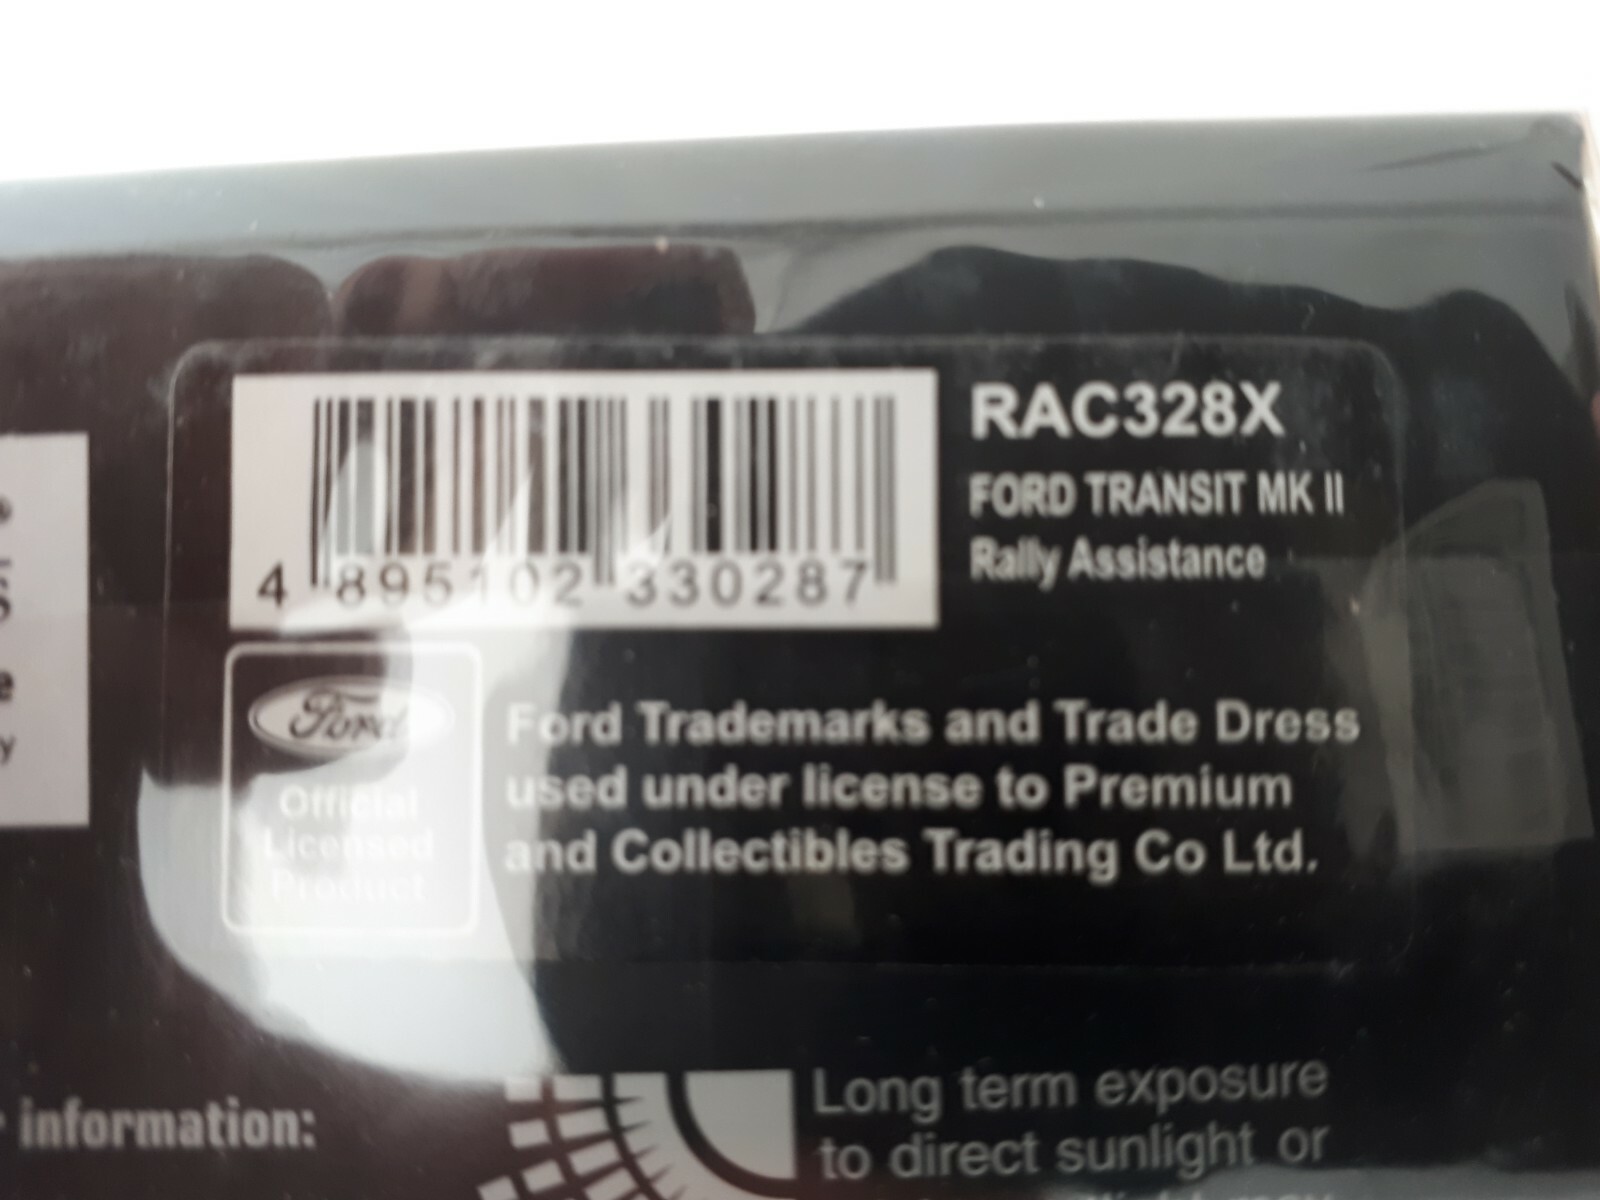 RAC328X
FORD TRANSIT MK II
Rally Assistance
4 895102 330287
Ford
Official
Licensed
Product
Ford Trademarks and Trade Dress
used under license to Premium
and Collectibles Trading Co Ltd.
information:
Long term exposure
to direct sunlight or